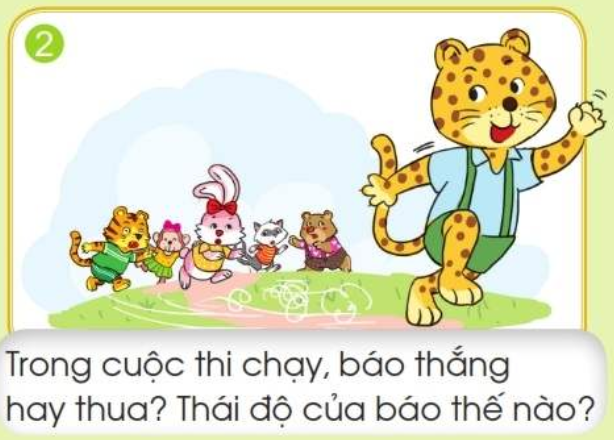 2
Trong cuộc thi chạy, báo thắng
hay thua? Thái độ của báo thế nào?